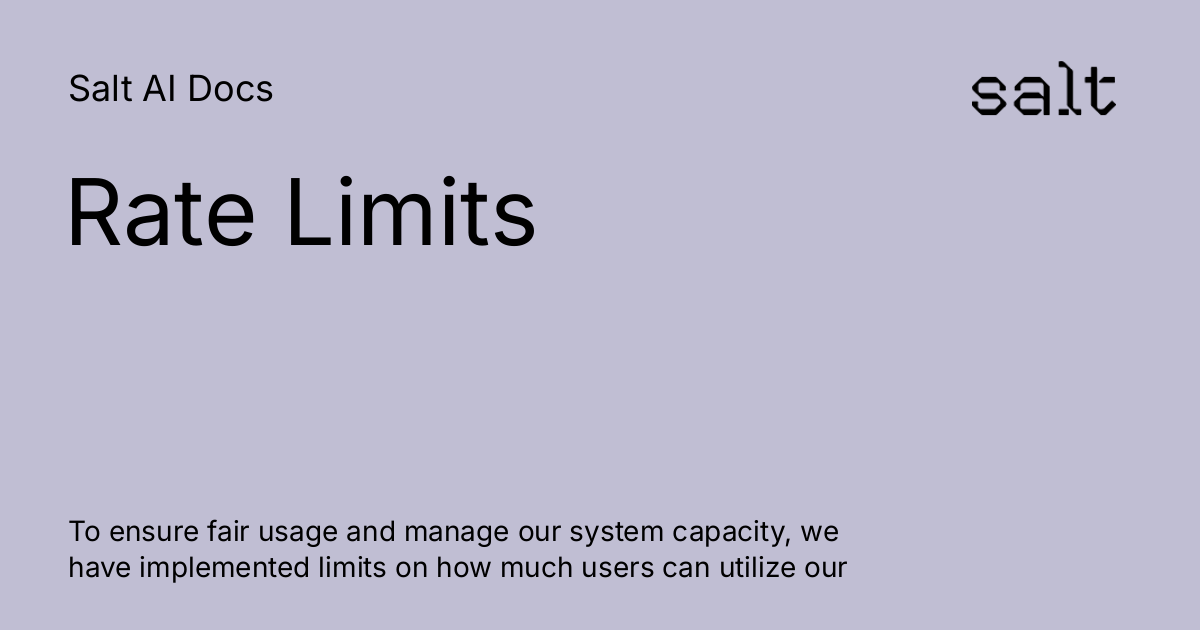 Salt AI Docs
salt
Rate Limits
To ensure fair usage and manage our system capacity, we
have implemented limits on how much users can utilize our